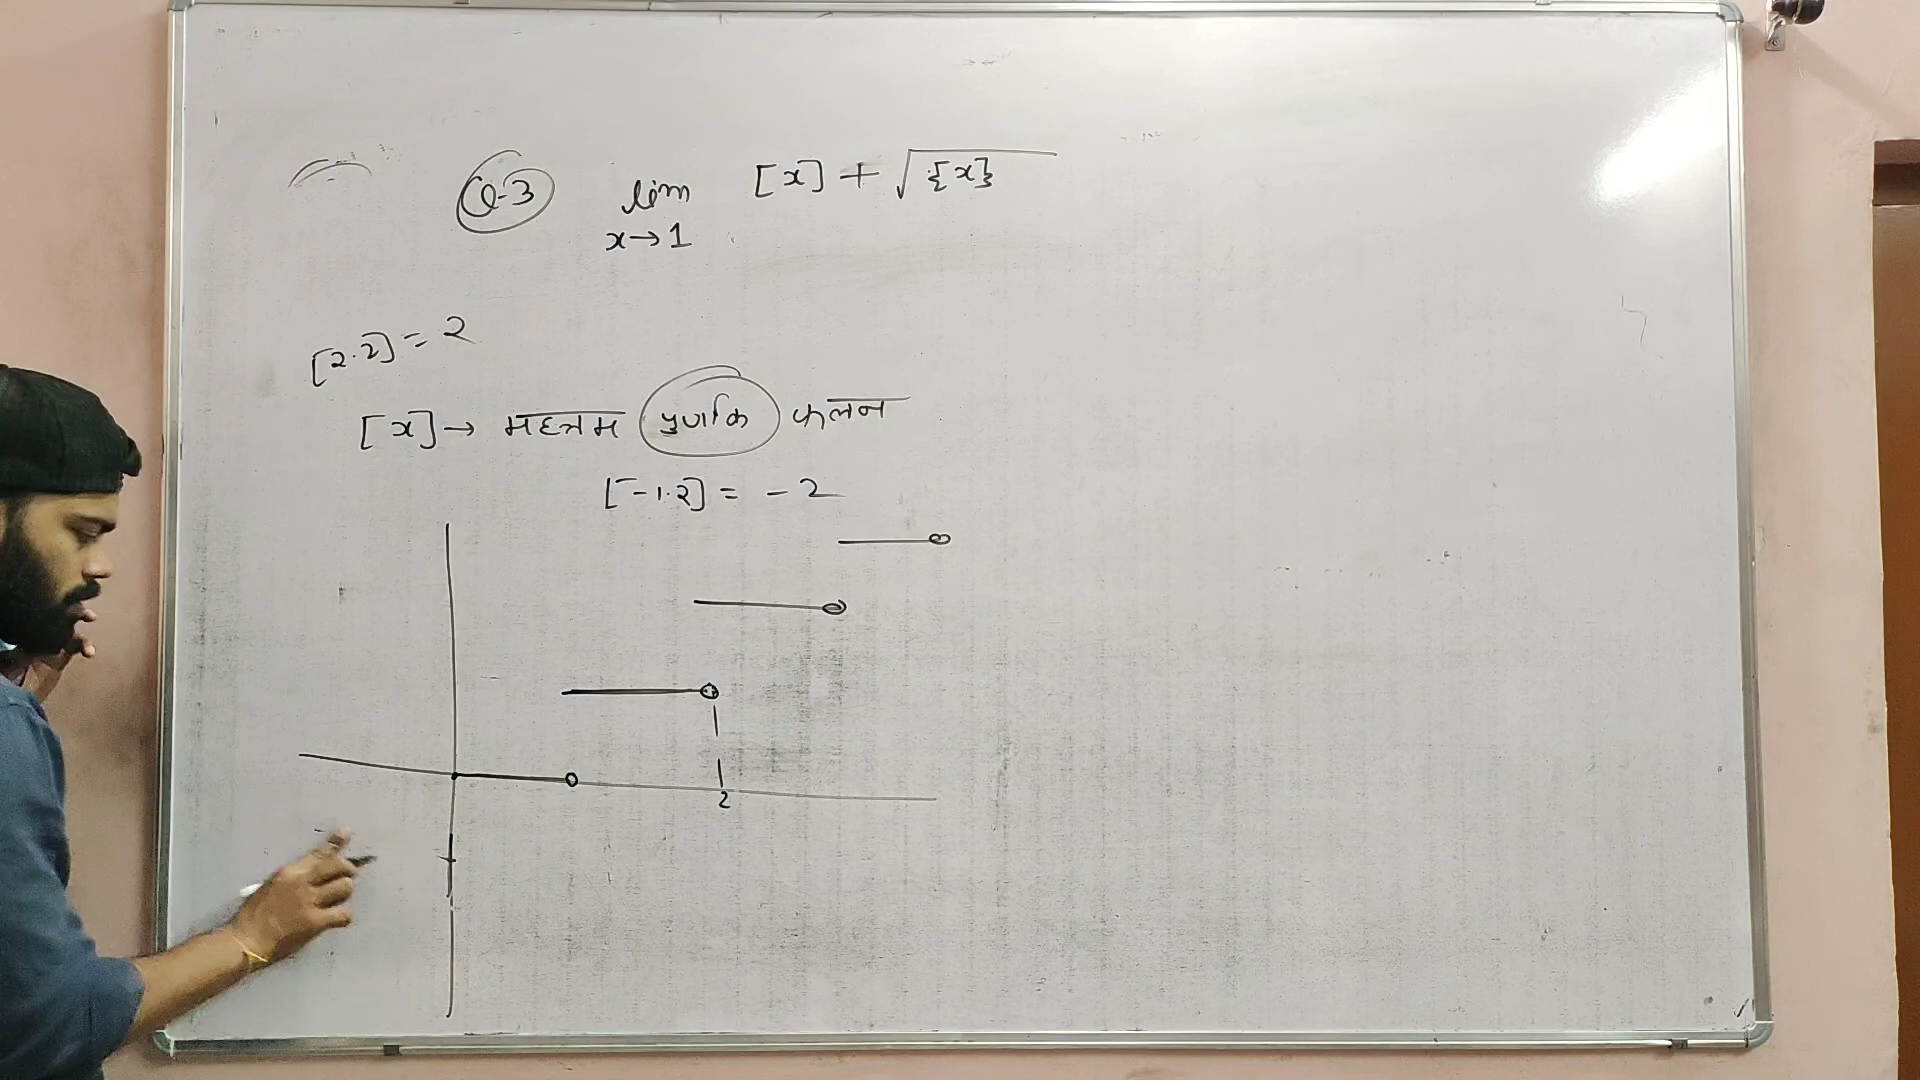 Q-3 lim [x] + √{x}
x→1
[2.2] = 2
[x] → महत्तम पुर्णांक फलन
[-1.2] = -2
2